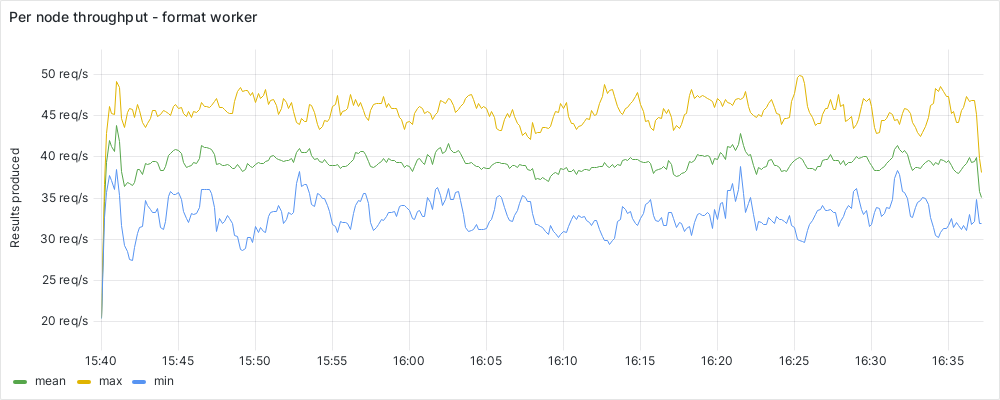 Per node throughput - format worker
Results produced
50 req/s
45 req/s
40 req/s
35 req/s
30 req/s
25 req/s
20 req/s
15:40 15:45 15:50 15:55 16:00 16:05 16:10 16:15 16:20 16:25 16:30 16:35
mean max min